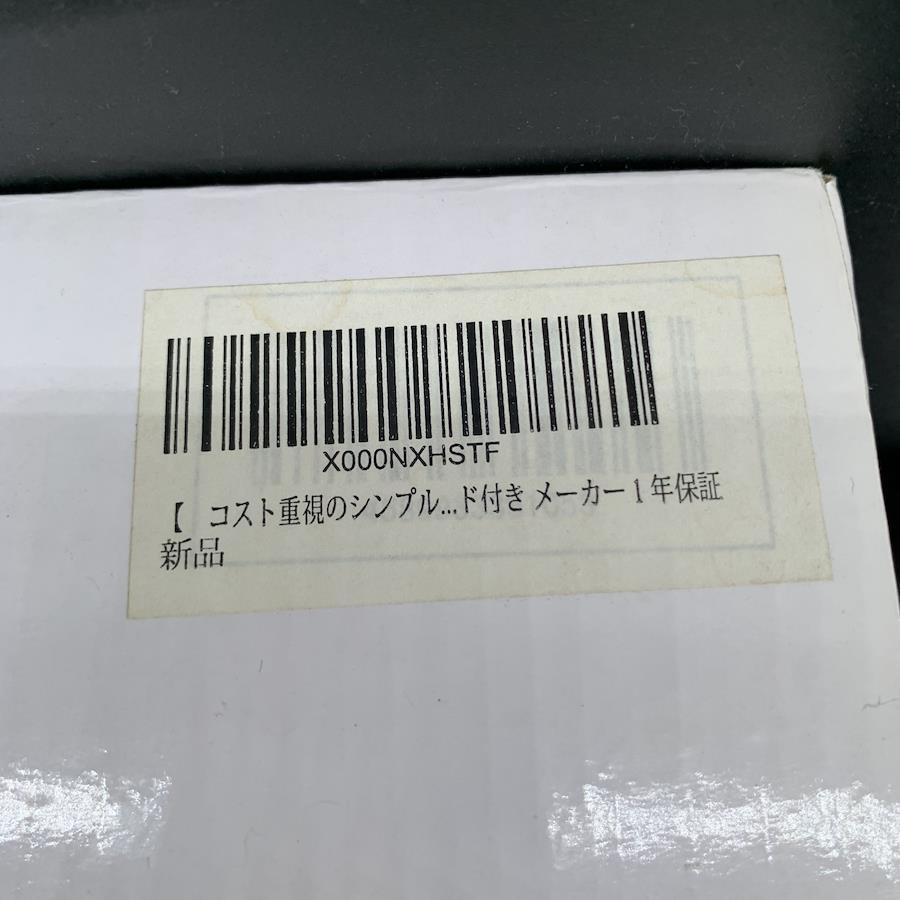 X000NXHSTF
【 コスト重視のシンプル...ド付き メーカー1年保証
新品